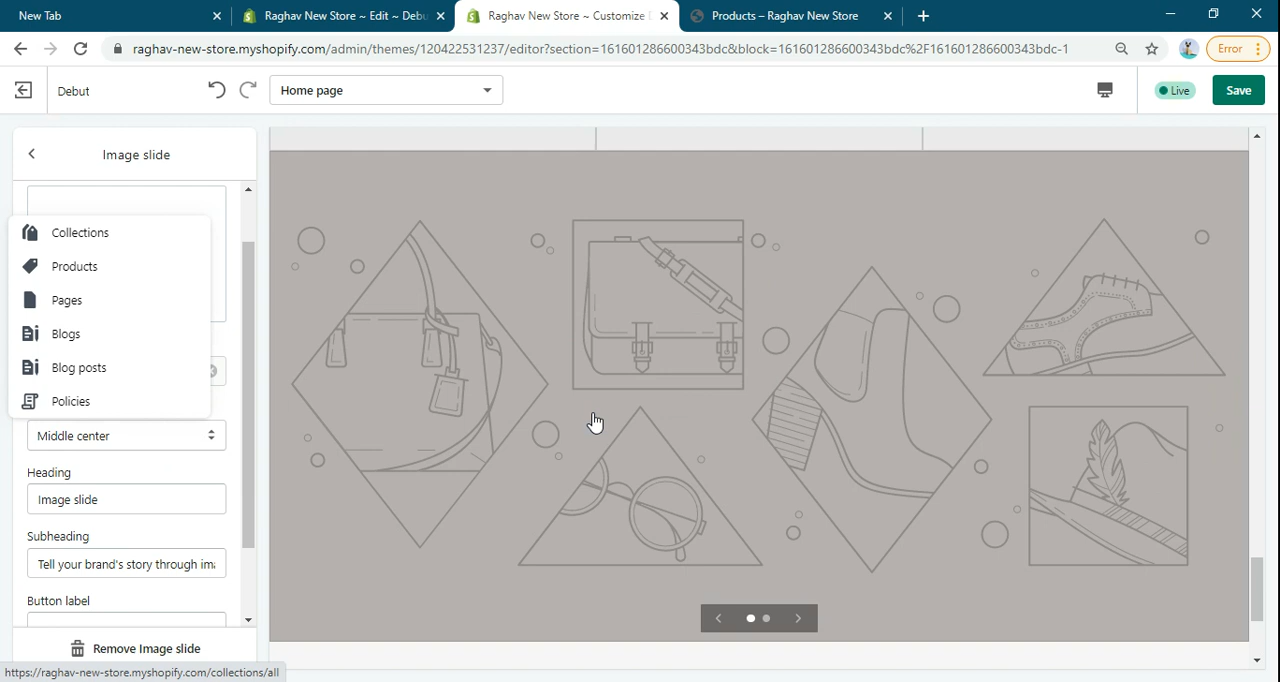 New Tab
Raghav New Store ~ Edit ~ Debu
Raghav New Store ~ Customize D
Products – Raghav New Store
raghav-new-store.myshopify.com/admin/themes/120422531237/editor?section=161601286600343bdc&block=161601286600343bdc%2F161601286600343bdc-1
Error
Debut
Home page
Live
Save
Image slide
Collections
Products
Pages
Blogs
Blog posts
Policies
Middle center
Heading
Image slide
Subheading
Tell your brand's story through ima
Button label
Remove Image slide
https://raghav-new-store.myshopify.com/collections/all